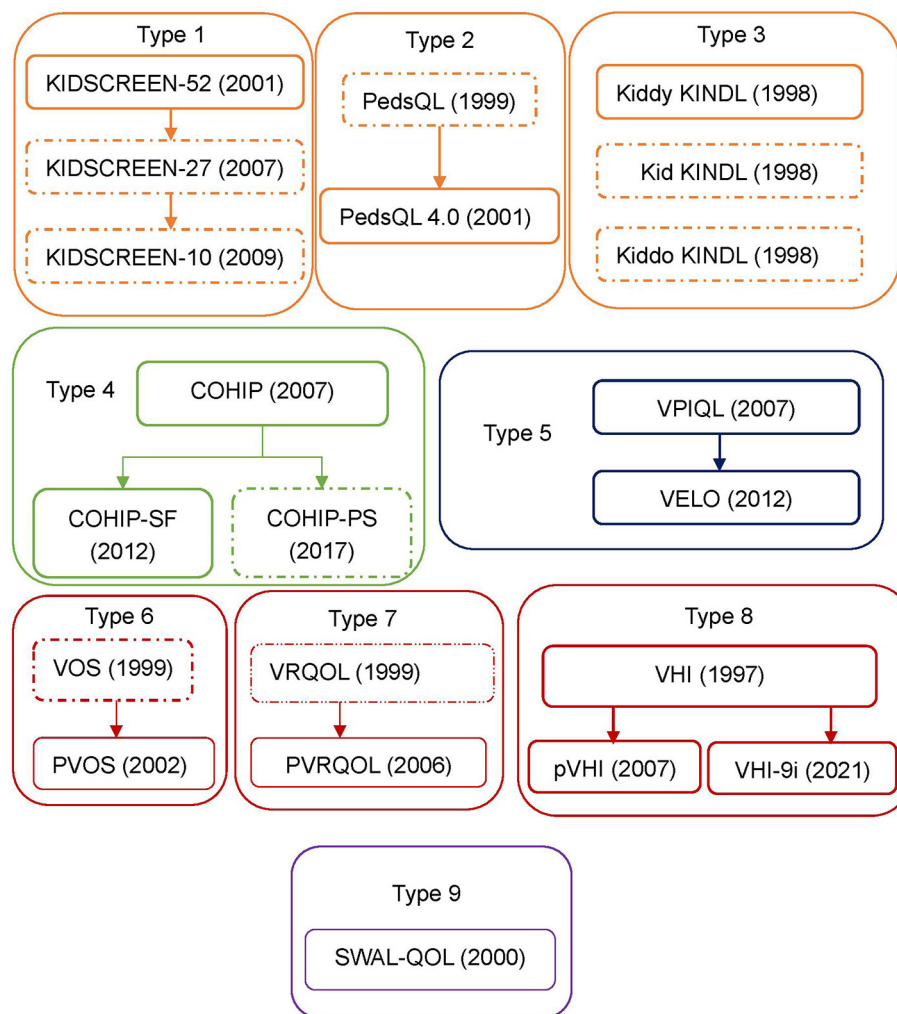 Type 1
KIDSCREEN-52 (2001)
KIDSCREEN-27 (2007)
KIDSCREEN-10 (2009)
Type 2
PedsQL (1999)
PedsQL 4.0 (2001)
Type 3
Kiddy KINDL (1998)
Kid KINDL (1998)
Kiddo KINDL (1998)
Type 4
COHIP (2007)
COHIP-SF
(2012)
COHIP-PS
(2017)
Type 5
VPIQL (2007)
VELO (2012)
Type 6
VOS (1999)
PVOS (2002)
Type 7
VRQOL (1999)
PVRQOL (2006)
Type 8
VHI (1997)
pVHI (2007)
VHI-9i (2021)
Type 9
SWAL-QOL (2000)